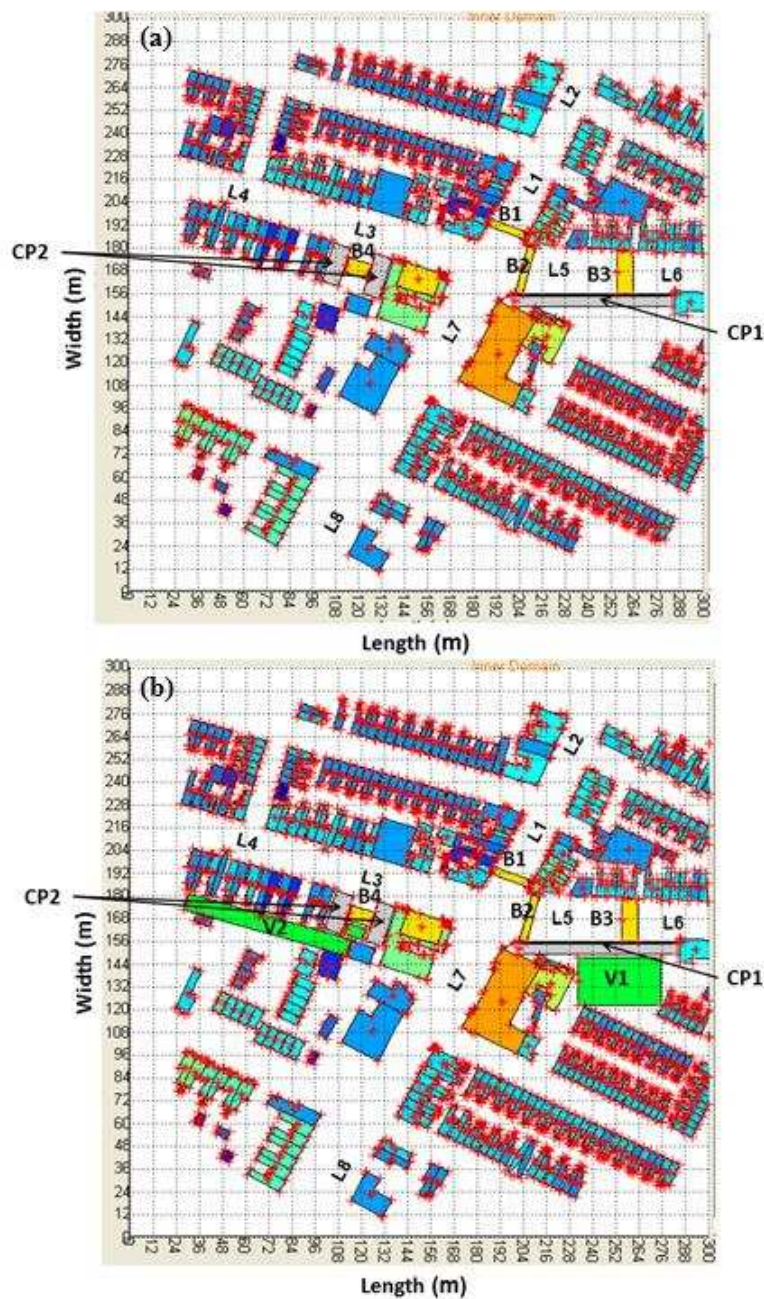 Inner Domain
(a)
300
288
276
264
252
240
228
216
204
192
180
168
156
144
132
120
108
96
84
72
60
48
36
24
12
0
Width (m)
L2
L1
L4
L3
B1
CP2
B4
B2
L5
B3
L6
CP1
L7
L8
0 12 24 36 48 60 72 84 96 108 120 132 144 156 168 180 192 204 216 228 240 252 264 276 288 300
Length (m)
Inner Domain
(b)
300
288
276
264
252
240
228
216
204
192
180
168
156
144
132
120
108
96
84
72
60
48
36
24
12
0
Width (m)
L2
L1
L4
L3
B1
CP2
B4
B2
L5
B3
L6
V2
CP1
L7
V1
L8
0 12 24 36 48 60 72 84 96 108 120 132 144 156 168 180 192 204 216 228 240 252 264 276 288 300
Length (m)